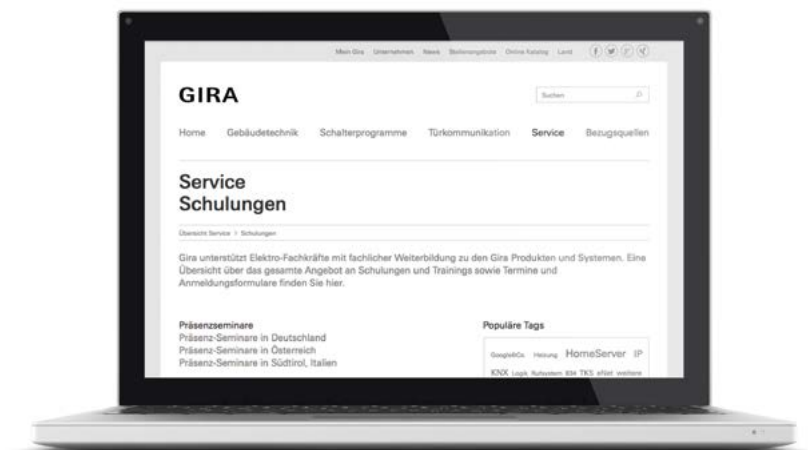 Mein Gira Unternehmen News Stellenangebote Online Katalog Land
GIRA
Suchen
Home Gebäudetechnik Schalterprogramme Türkommunikation Service Bezugsquellen
Service
Schulungen
Übersicht Service > Schulungen
Gira unterstützt Elektro-Fachkräfte mit fachlicher Weiterbildung zu den Gira Produkten und Systemen. Eine
Übersicht über das gesamte Angebot an Schulungen und Trainings sowie Termine und
Anmeldungsformulare finden Sie hier.
Präsenzseminare
Präsenz-Seminare in Deutschland
Präsenz-Seminare in Österreich
Präsenz-Seminare in Südtirol, Italien
Populäre Tags
Heizung HomeServer IP
KNX Logik Rufsystem 834 TKS eNet weitere